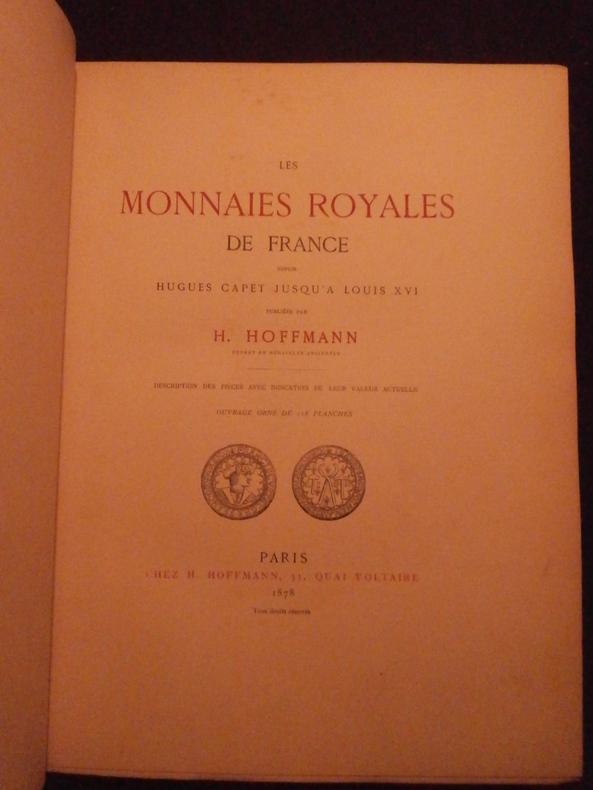 LES
MONNAIES ROYALES
DE FRANCE
DEPUIS
HUGUES CAPET JUSQU'A LOUIS XVI
PUBLIÉES PAR
H. HOFFMANN
EXPERT EN MÉDAILLES ANCIENNES
DESCRIPTION DES PIÈCES AVEC INDICATION DE LEUR VALEUR ACTUELLE
OUVRAGE ORNÉ DE 118 PLANCHES
PARIS
CHEZ H. HOFFMANN, 33, QUAI VOLTAIRE
1878
Tous droits réservés